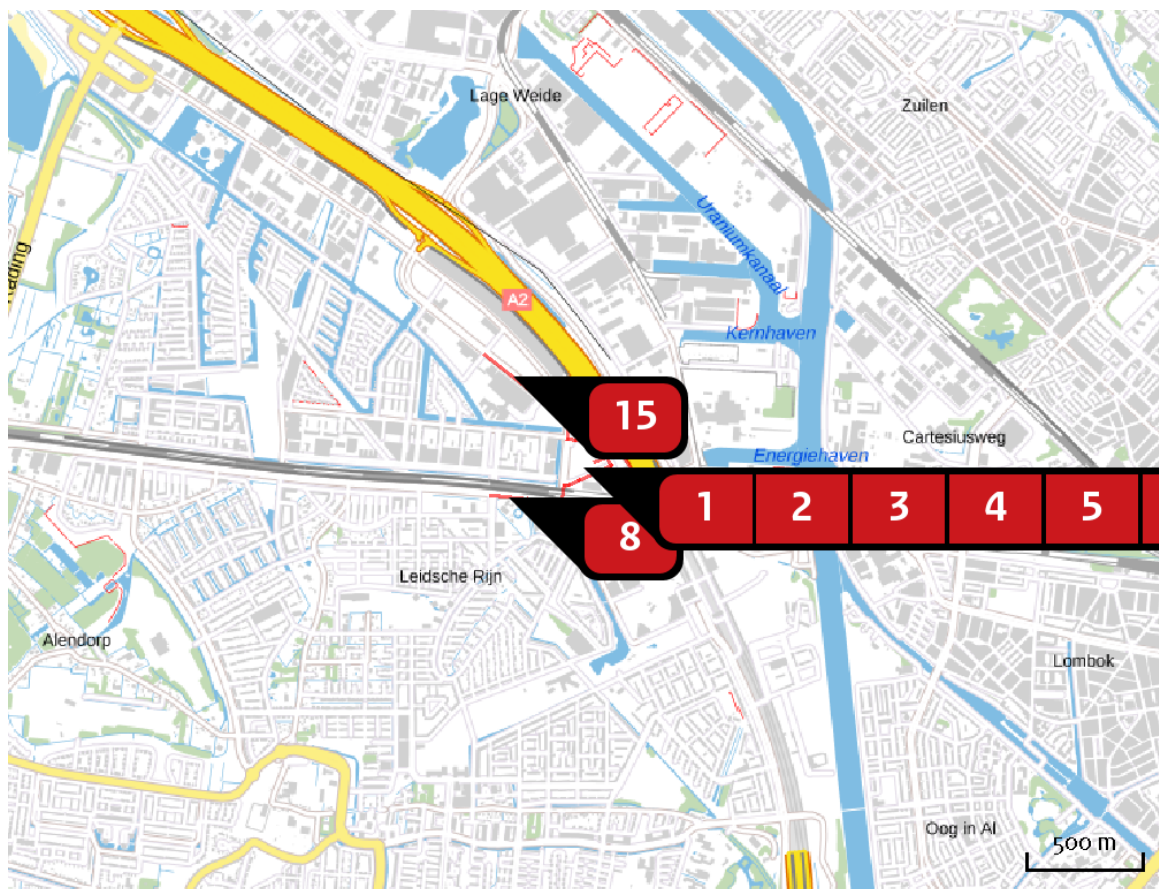 Lage Weide
Zuilen
Uraniumkanaal
A2
Kernhaven
15
Cartesiusweg
Energiehaven
1 2 3 4 5
8
Leidsche Rijn
Alendorp
Lombok
Oog in Al
500 m